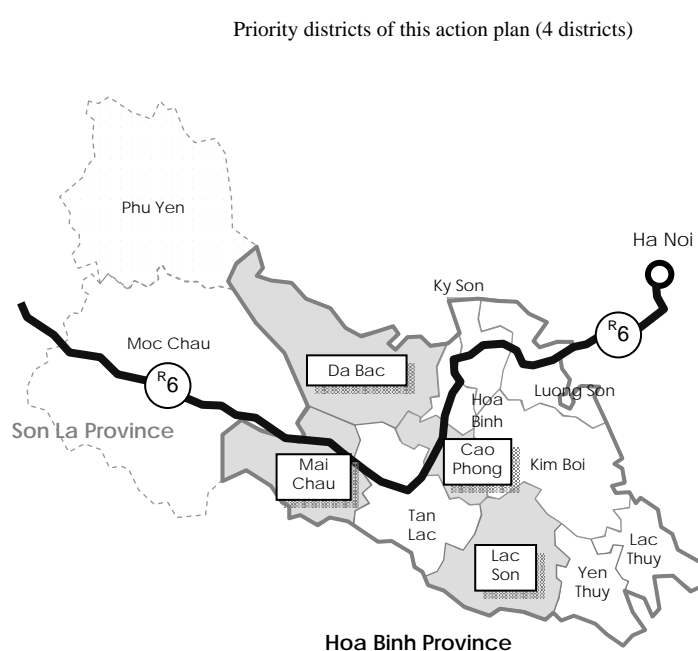 Priority districts of this action plan (4 districts)
Phu Yen
Ha Noi
Ky Son
R6
Moc Chau
Da Bac
R6
Luong Son
Hoa
Binh
Son La Province
Mai
Chau
Cao
Phong
Kim Boi
Tan
Lac
Lac
Thuy
Lac
Son
Yen
Thuy
Hoa Binh Province